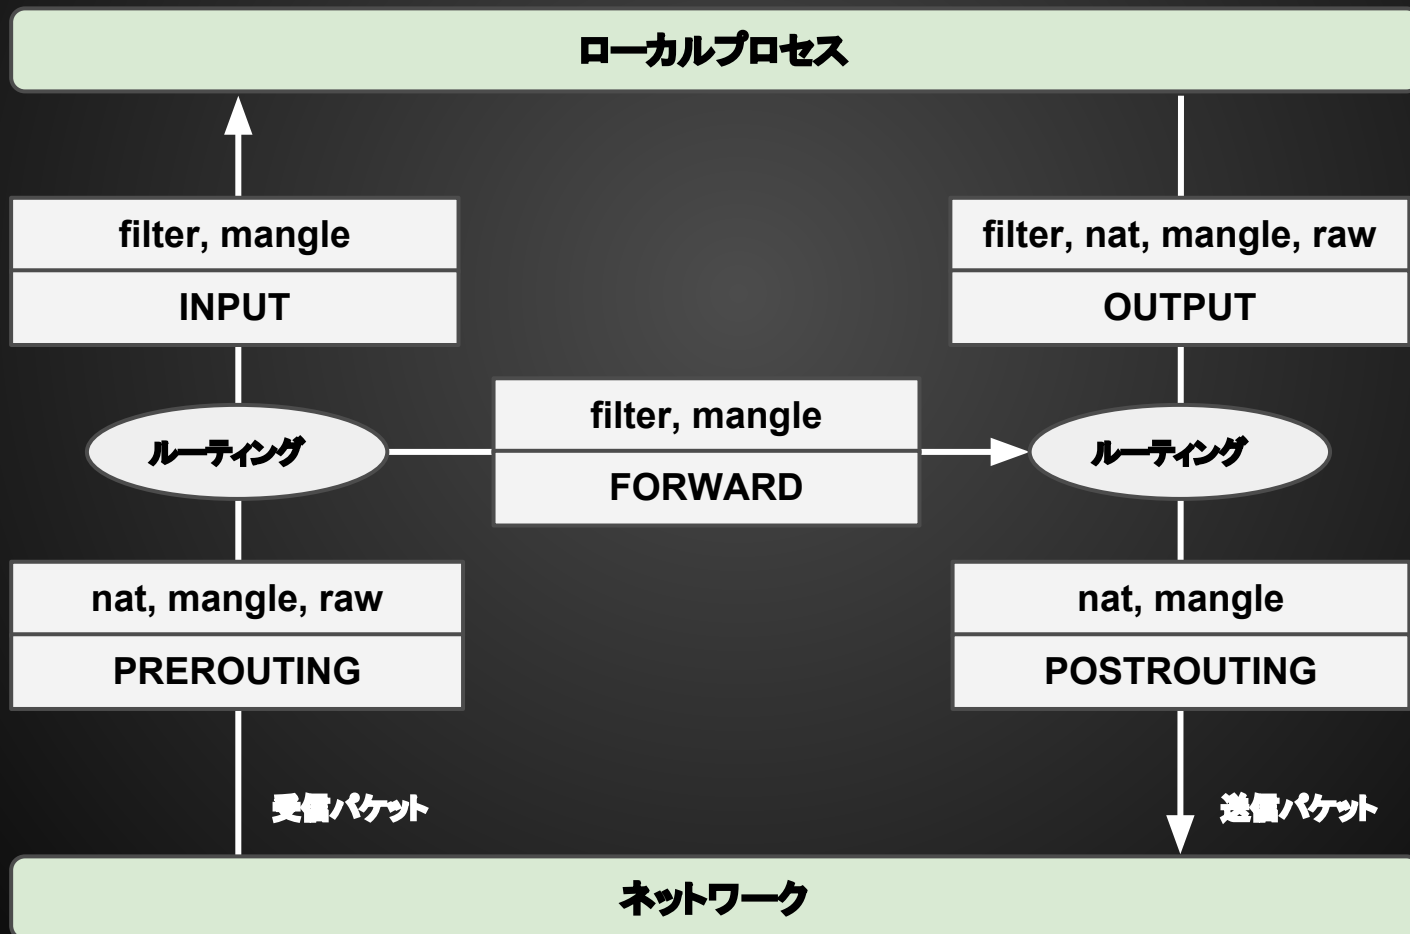 ローカルプロセス
filter, mangle
INPUT
filter, nat, mangle, raw
OUTPUT
filter, mangle
FORWARD
ルーティング
ルーティング
nat, mangle, raw
PREROUTING
nat, mangle
POSTROUTING
受信パケット
送信パケット
ネットワーク